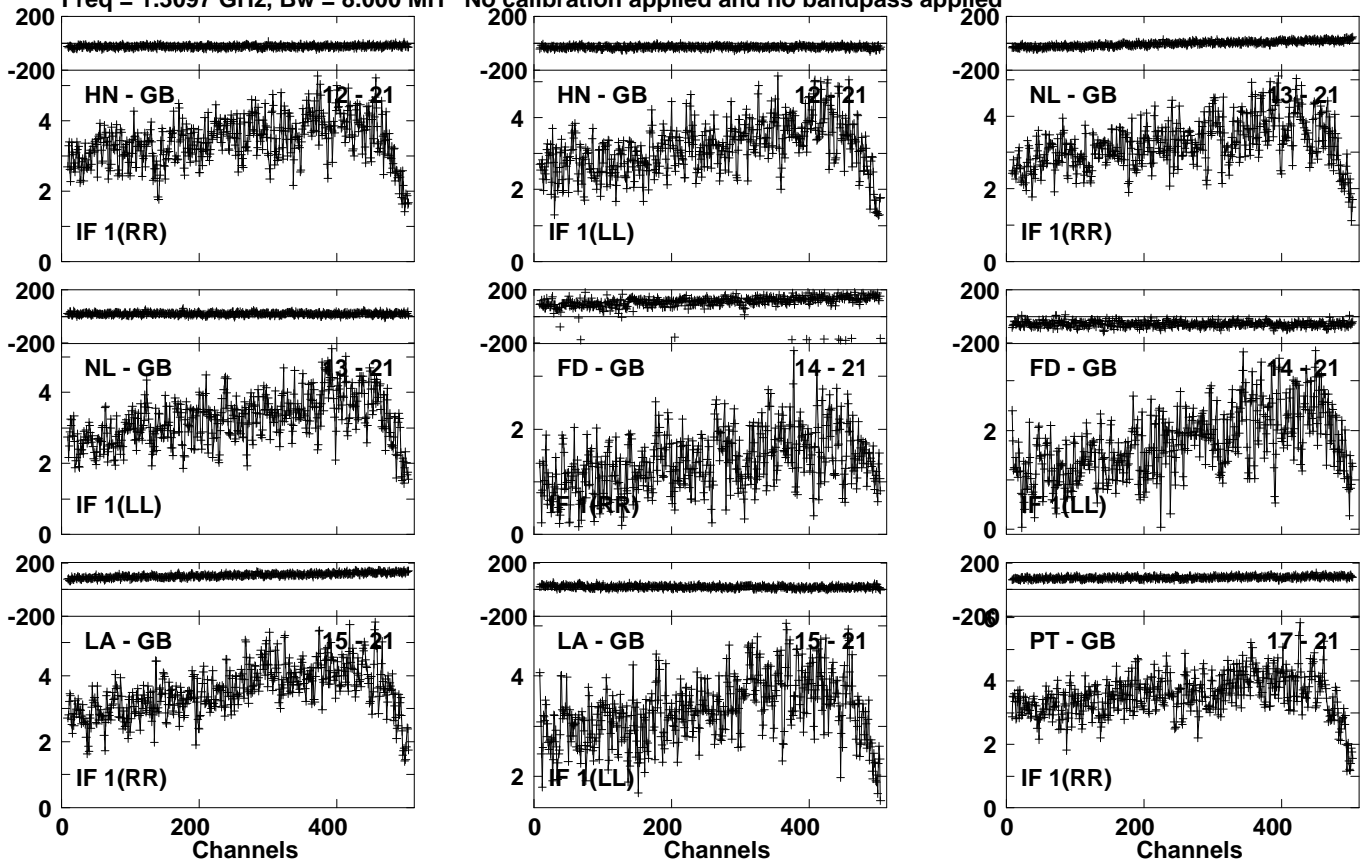 Freq = 1.3097 GHz, Bw = 8.000 MH No calibration applied and no bandpass applied
200 200 200
-200 -200 -200
HN - GB 12 - 21 HN - GB 12 - 21 NL - GB 13 - 21
4 4 4
2 2 2
IF 1(RR) IF 1(LL) IF 1(RR)
0 0 0
200 200 200
-200 -200 -200
NL - GB 13 - 21 FD - GB 14 - 21 FD - GB 14 - 21
4 2 2
2
IF 1(LL) IF 1(RR) IF 1(LL)
0 0 0
200 200 200
-200 -200 -200
6
LA - GB 15 - 21 LA - GB 15 - 21 PT - GB 17 - 21
4 4 4
2 2 2
IF 1(RR) IF 1(LL) IF 1(RR)
0 0
0 200 400 0 200 400 0 200 400
Channels Channels Channels